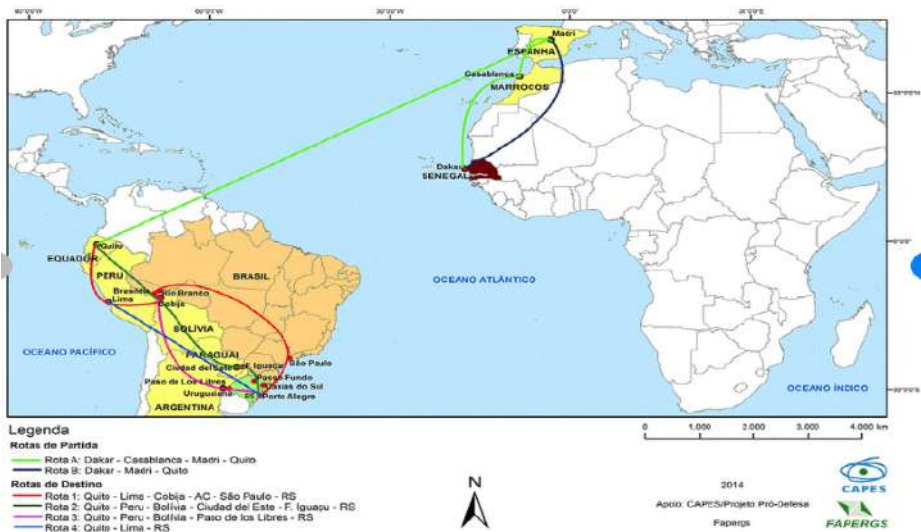 60°0'0"
30°0'0"
0°0'0"
Madri
ESPANHA
Casablanca
MARROCOS
Dakar
SENEGAL
0°0'0"
Quito
EQUADOR
PERU
BRASIL
OCEANO ATLÂNTICO
Rio Branco
Lima
Cobija
BOLÍVIA
OCEANO PACÍFICO
PARAGUAI
Ciudad del Este
F. Iguaçu
São Paulo
Passo Fundo
Paso de Los Libres
Caxias do Sul
OCEANO ÍNDICO
Uruguaiana
RS
Porto Alegre
ARGENTINA
Legenda
Rotas de Partida
Rota A: Dakar - Casablanca - Madri - Quito
Rota B: Dakar - Madri - Quito
Rotas de Destino
Rota 1: Quito - Lima - Cobija - AC - São Paulo - RS
Rota 2: Quito - Peru - Bolívia - Ciudad del Este - F. Iguaçu - RS
Rota 3: Quito - Peru - Bolívia - Paso de los Libres - RS
Rota 4: Quito - Lima - RS
0 1.000 2.000 3.000 4.000 km
N
2014
Apoio: CAPES/Projeto Pró-Defesa
Fapergs
CAPES
FAPERGS